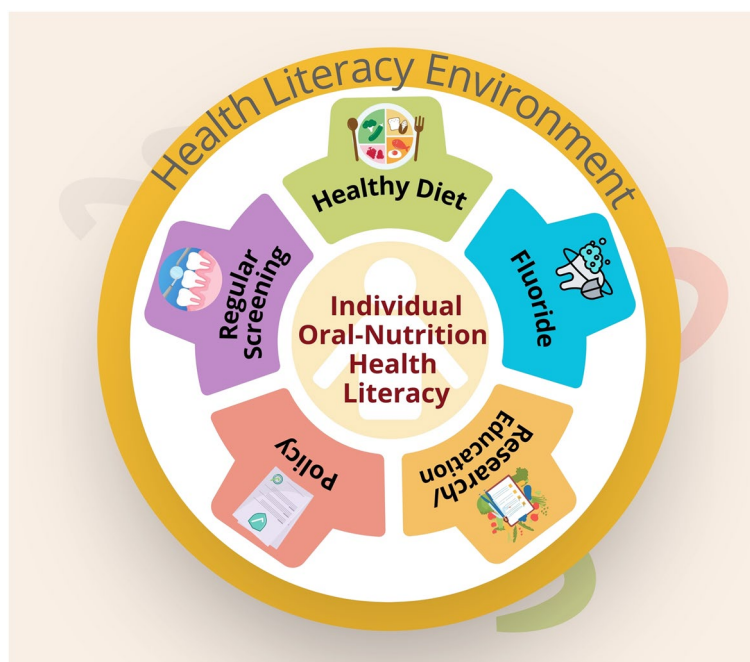 Health Literacy Environment
Healthy Diet
Fluoride
Research/
Education
Policy
Regular
Screening
Individual
Oral-Nutrition
Health
Literacy